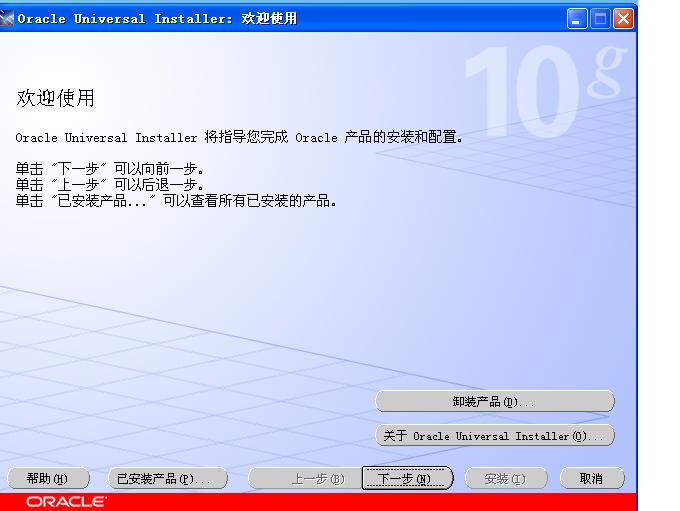 Oracle Universal Installer: 欢迎使用
10g
欢迎使用
Oracle Universal Installer 将指导您完成 Oracle 产品的安装和配置。
单击 "下一步" 可以向前一步。
单击 "上一步" 可以后退一步。
单击 "已安装产品..." 可以查看所有已安装的产品。
卸装产品(D)...
关于 Oracle Universal Installer(O)...
帮助(H) 已安装产品(P)... 上一步(B) 下一步(N) 安装(I) 取消
ORACLE